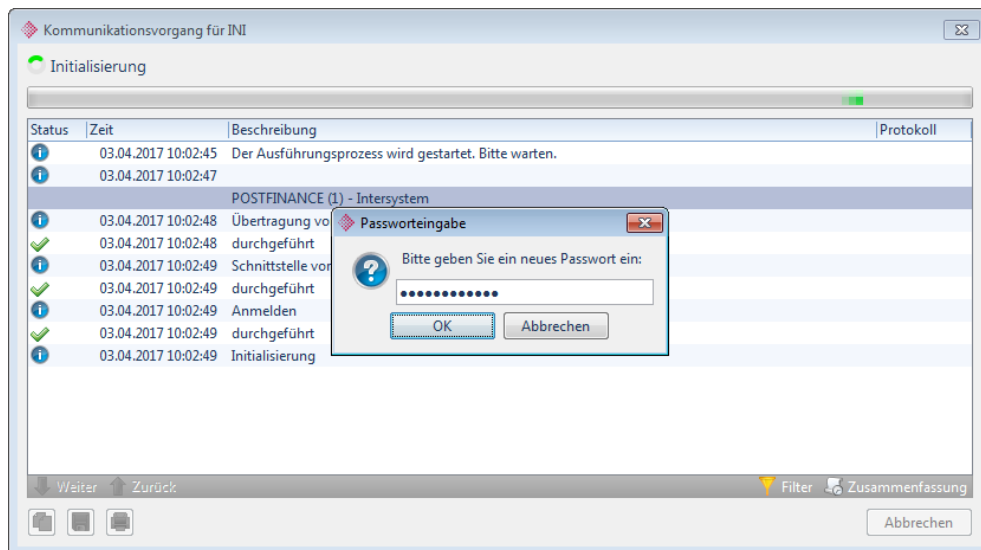 Kommunikationsvorgang für INI
Initialisierung
Status Zeit Beschreibung Protokoll
03.04.2017 10:02:45 Der Ausführungsprozess wird gestartet. Bitte warten.
03.04.2017 10:02:47
POSTFINANCE (1) - Intersystem
03.04.2017 10:02:48 Übertragung vo
03.04.2017 10:02:48 durchgeführt
03.04.2017 10:02:49 Schnittstelle vor
03.04.2017 10:02:49 durchgeführt
03.04.2017 10:02:49 Anmelden
03.04.2017 10:02:49 durchgeführt
03.04.2017 10:02:49 Initialisierung
Passworteingabe
Bitte geben Sie ein neues Passwort ein:
••••••••••••
OK Abbrechen
Weiter Zurück Filter Zusammenfassung
Abbrechen